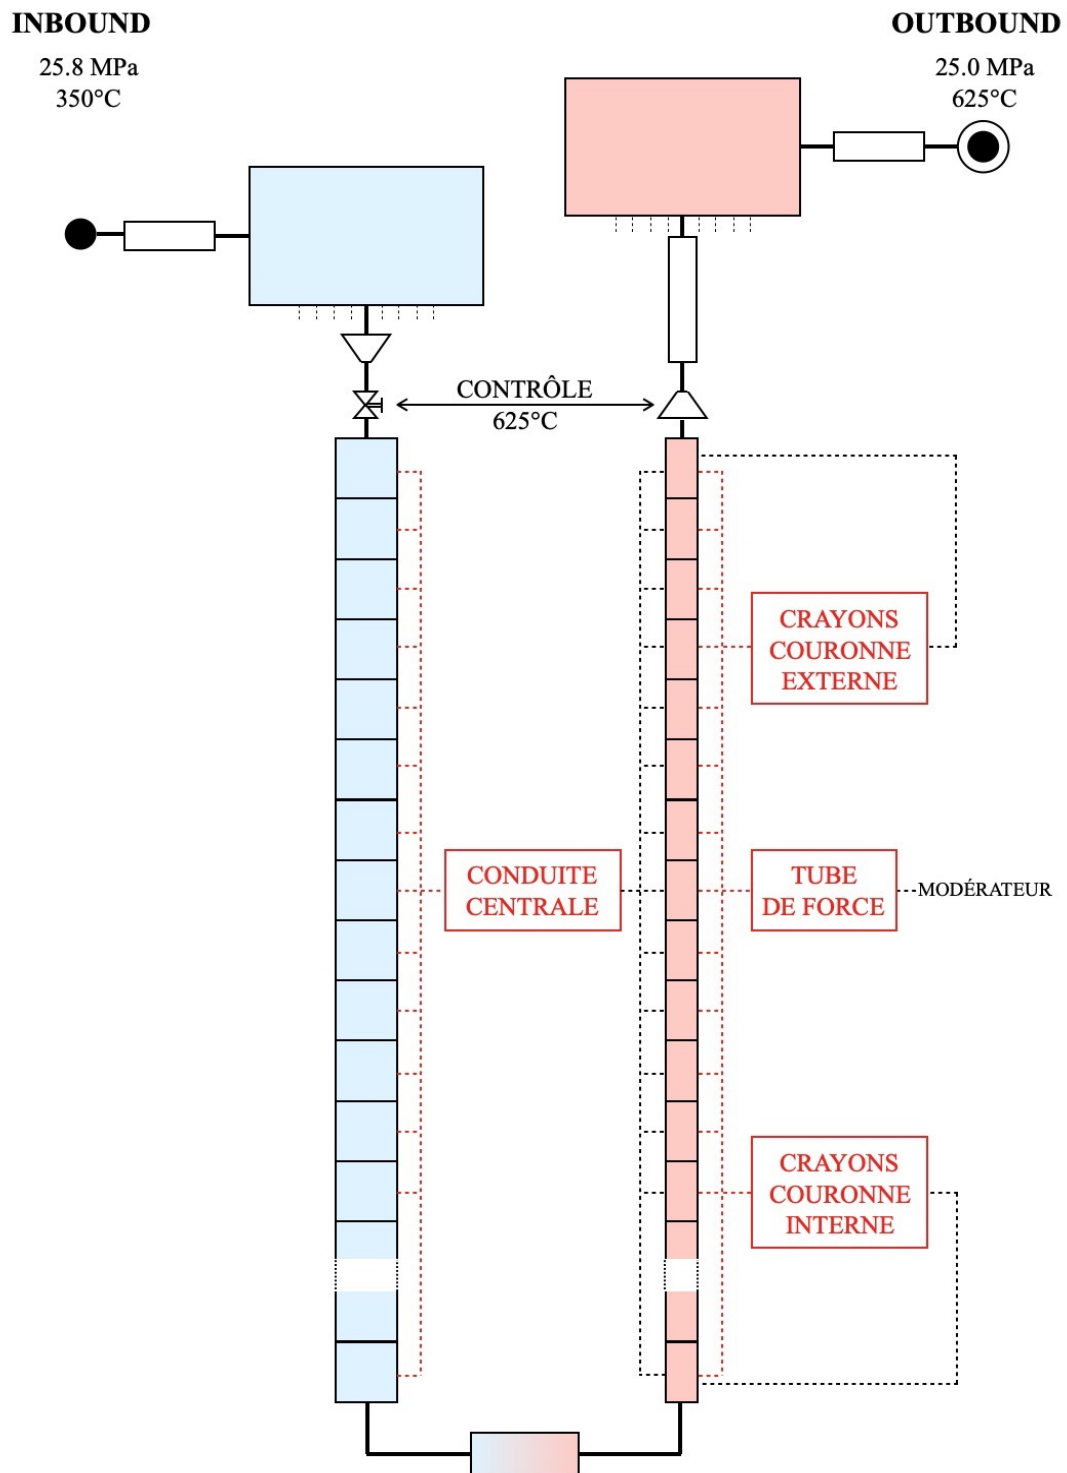 INBOUND
25.8 MPa
350°C
OUTBOUND
25.0 MPa
625°C
CONTRÔLE
625°C
CRAYONS
COURONNE
EXTERNE
CONDUITE
CENTRALE
TUBE
DE FORCE
MODÉRATEUR
CRAYONS
COURONNE
INTERNE